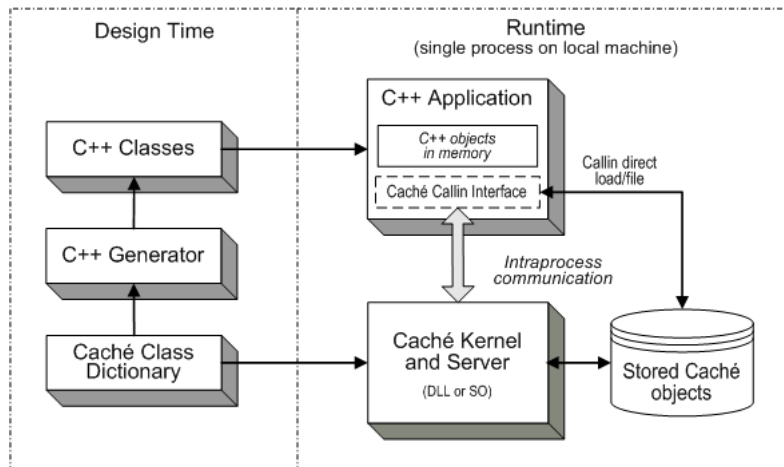 Design Time
Runtime
(single process on local machine)
C++ Classes
C++ Generator
Caché Class
Dictionary
C++ Application
C++ objects
in memory
Caché Callin Interface
Callin direct
load/file
Intraprocess
communication
Caché Kernel
and Server
(DLL or SO)
Stored Caché
objects